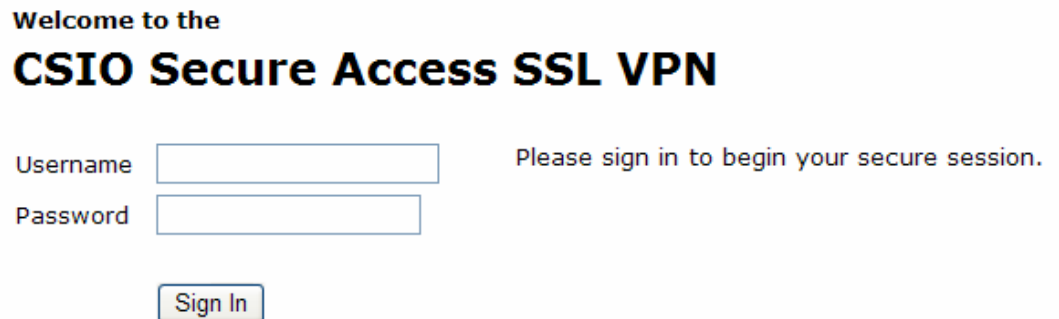 Welcome to the
CSIO Secure Access SSL VPN
Username
Please sign in to begin your secure session.
Password
Sign In